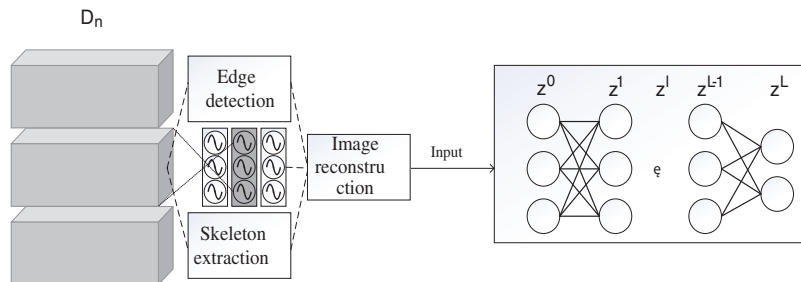 Dn
Edge
detection
Skeleton
extraction
Image
reconstru
ction
Input
z⁰ z¹ zˡ zᴸ⁻¹ zᴸ
ę